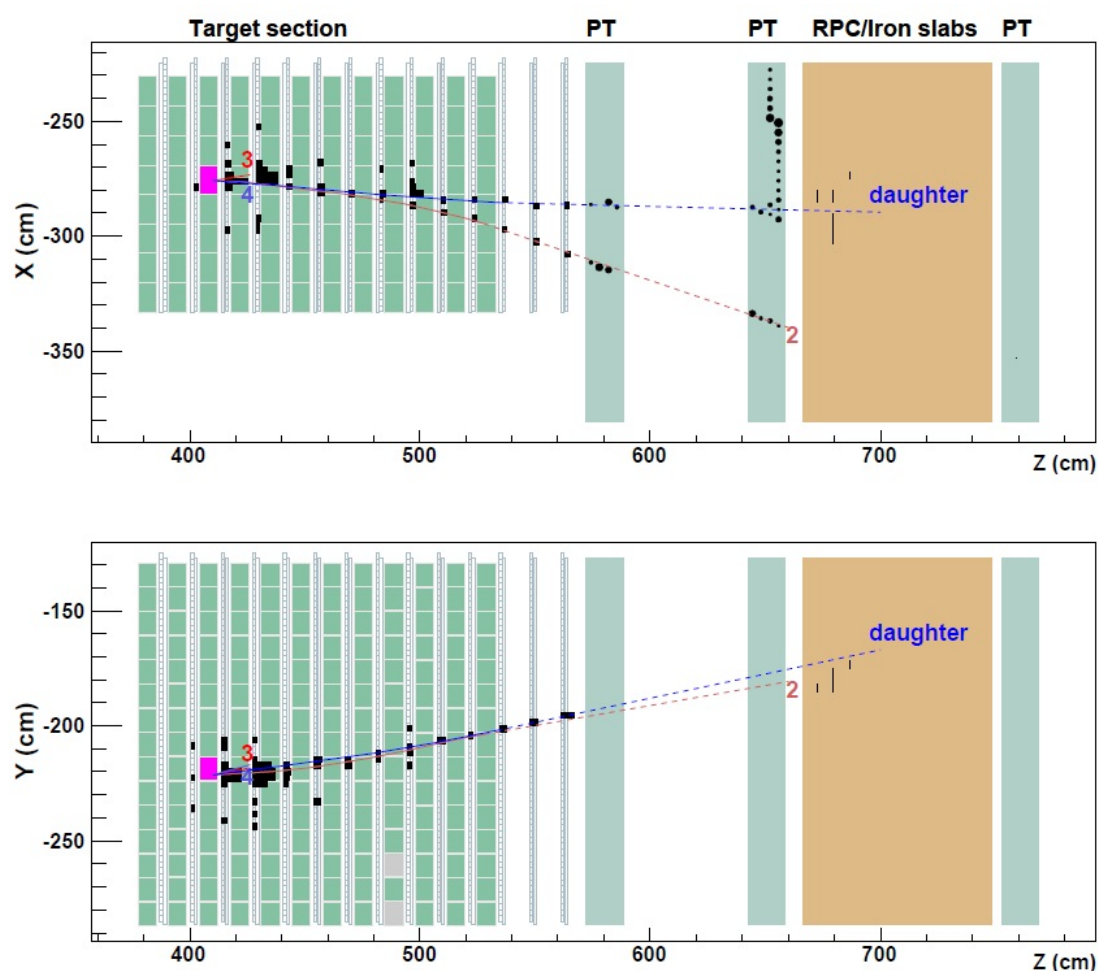 Target section PT PT RPC/Iron slabs PT
X (cm)
-250
-300
-350
3
4
daughter
2
400 500 600 700 Z (cm)
Y (cm)
-150
-200
-250
3
4
daughter
2
400 500 600 700 Z (cm)